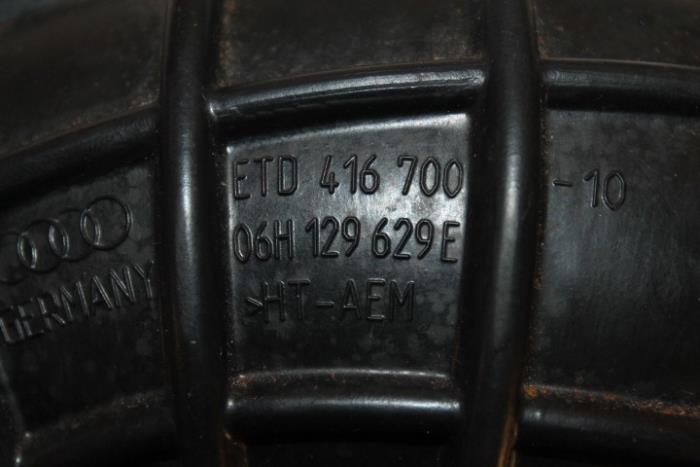 ETD 416 700 -10
06H 129 629 E
>HT-AEM
GERMANY